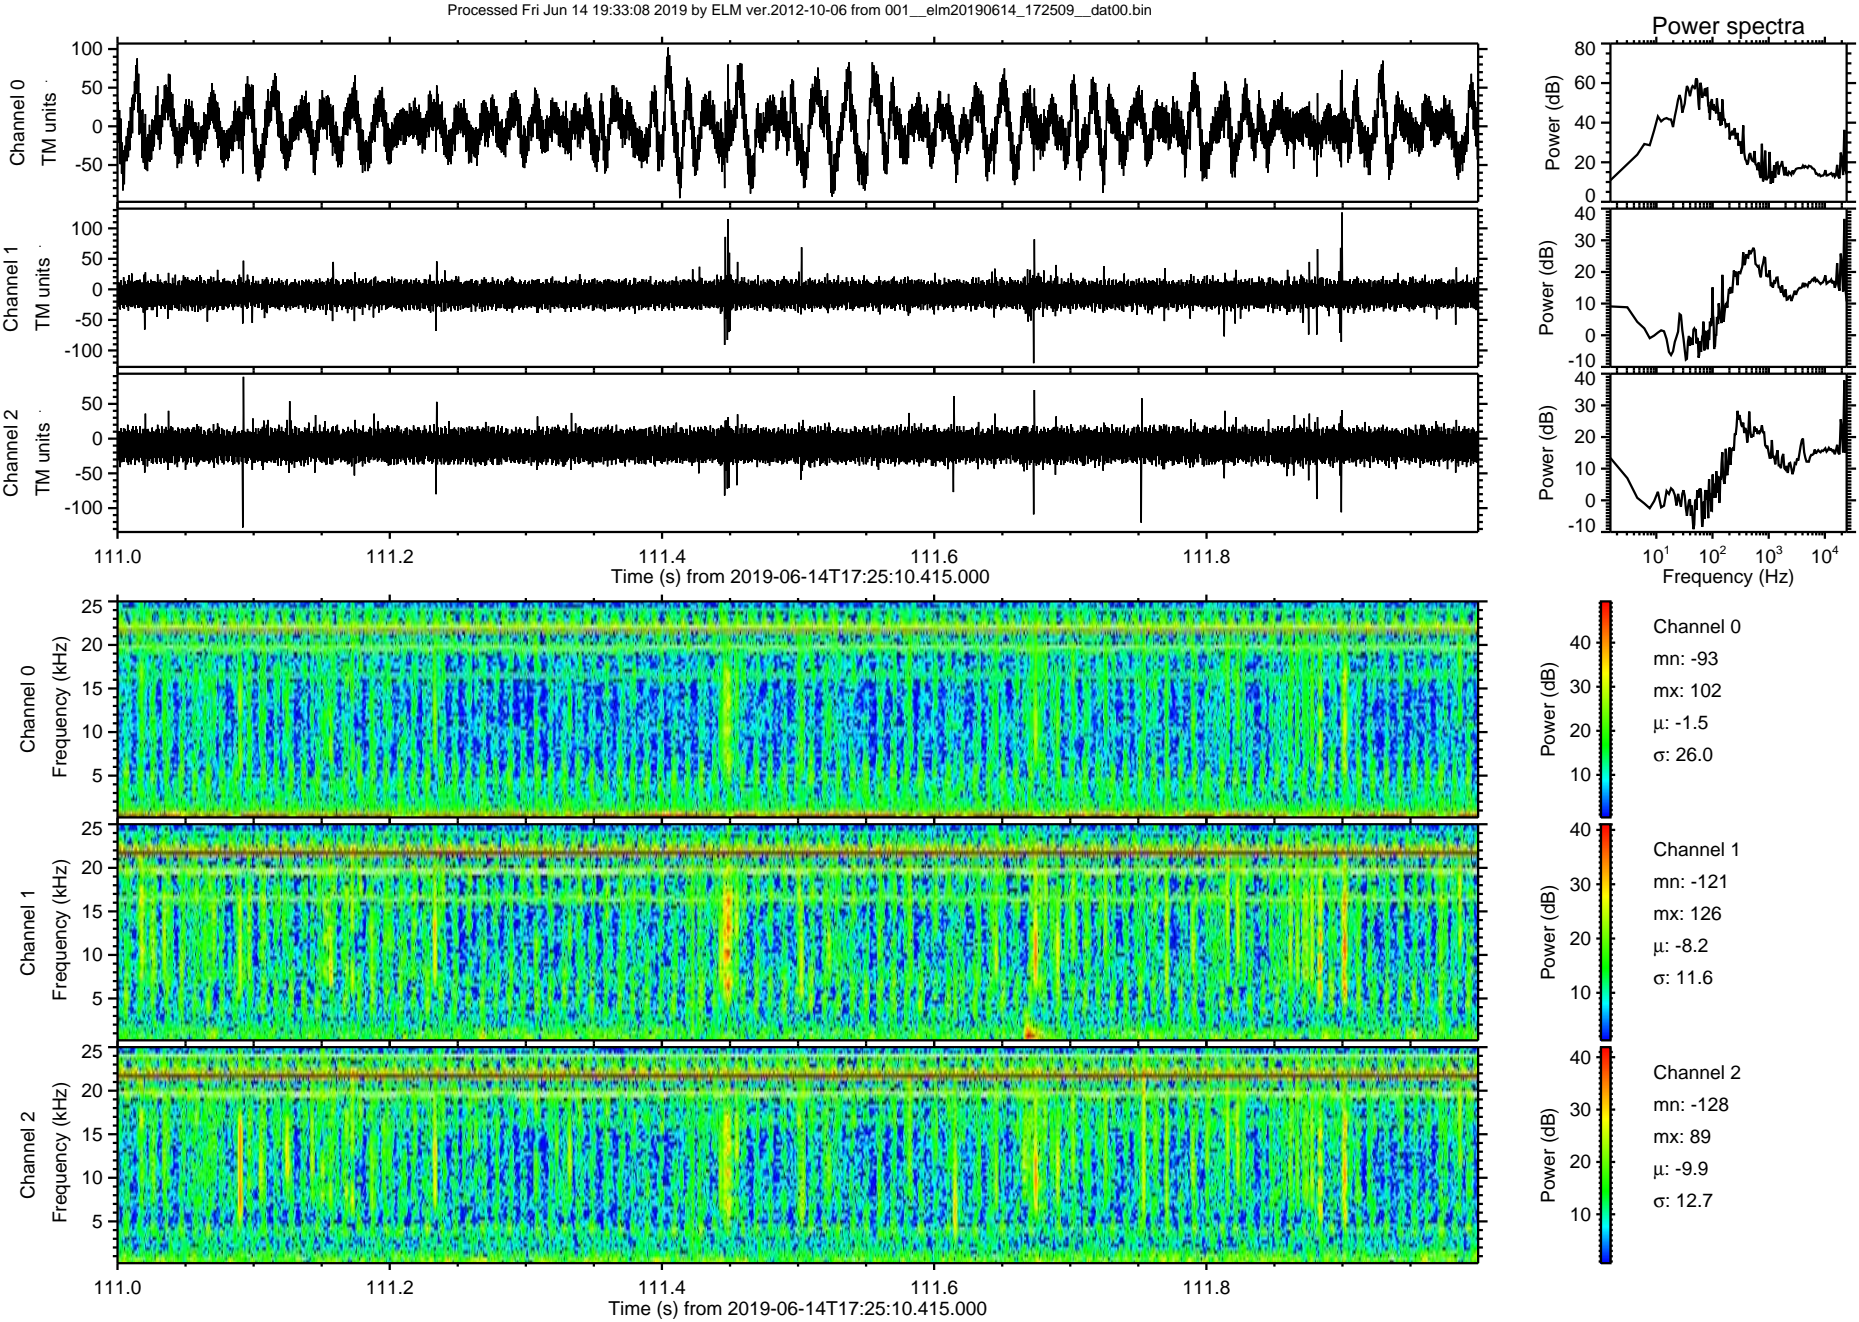 Processed Fri Jun 14 19:33:08 2019 by ELM ver.2012-10-06 from 001__elm20190614_172509__dat00.bin
Power spectra
Channel 0
TM units
100
50
0
-50
Power (dB)
80
60
40
20
0
Channel 1
TM units
100
50
0
-50
-100
Power (dB)
40
30
20
10
0
-10
Channel 2
TM units
50
0
-50
-100
Power (dB)
40
30
20
10
0
-10
111.0 111.2 111.4 111.6 111.8
Time (s) from 2019-06-14T17:25:10.415.000
10¹ 10² 10³ 10⁴
Frequency (Hz)
Channel 0
Frequency (kHz)
25
20
15
10
5
Power (dB)
40
30
20
10
Channel 0
mn: -93
mx: 102
μ: -1.5
σ: 26.0
Channel 1
Frequency (kHz)
25
20
15
10
5
Power (dB)
40
30
20
10
Channel 1
mn: -121
mx: 126
μ: -8.2
σ: 11.6
Channel 2
Frequency (kHz)
25
20
15
10
5
Power (dB)
40
30
20
10
Channel 2
mn: -128
mx: 89
μ: -9.9
σ: 12.7
111.0 111.2 111.4 111.6 111.8
Time (s) from 2019-06-14T17:25:10.415.000